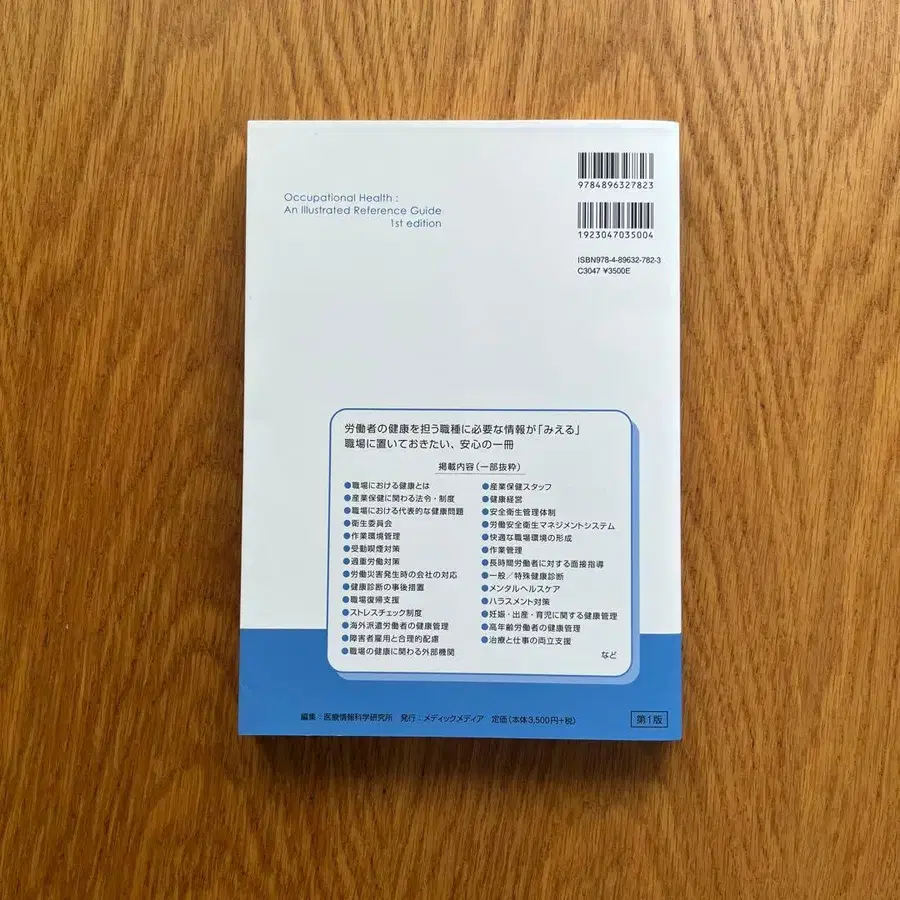 Occupational Health :
An Illustrated Reference Guide
1st edition
9784896327823
1923047035004
ISBN978-4-89632-782-3
C3047 ¥3500E
労働者の健康を担う職種に必要な情報が「みえる」
職場に置いておきたい、安心の一冊
掲載内容(一部抜粋)
●職場における健康とは
●産業保健に関わる法令・制度
●職場における代表的な健康問題
●衛生委員会
●作業環境管理
●受動喫煙対策
●過重労働対策
●労働災害発生時の会社の対応
●健康診断の事後措置
●職場復帰支援
●ストレスチェック制度
●海外派遣労働者の健康管理
●障害者雇用と合理的配慮
●職場の健康に関わる外部機関
●産業保健スタッフ
●健康経営
●安全衛生管理体制
●労働安全衛生マネジメントシステム
●快適な職場環境の形成
●作業管理
●長時間労働者に対する面接指導
●一般/特殊健康診断
●メンタルヘルスケア
●ハラスメント対策
●妊娠・出産・育児に関する健康管理
●高年齢労働者の健康管理
●治療と仕事の両立支援
など
編集:医療情報科学研究所 発行:メディックメディア 定価(本体3,500円+税)
第1版